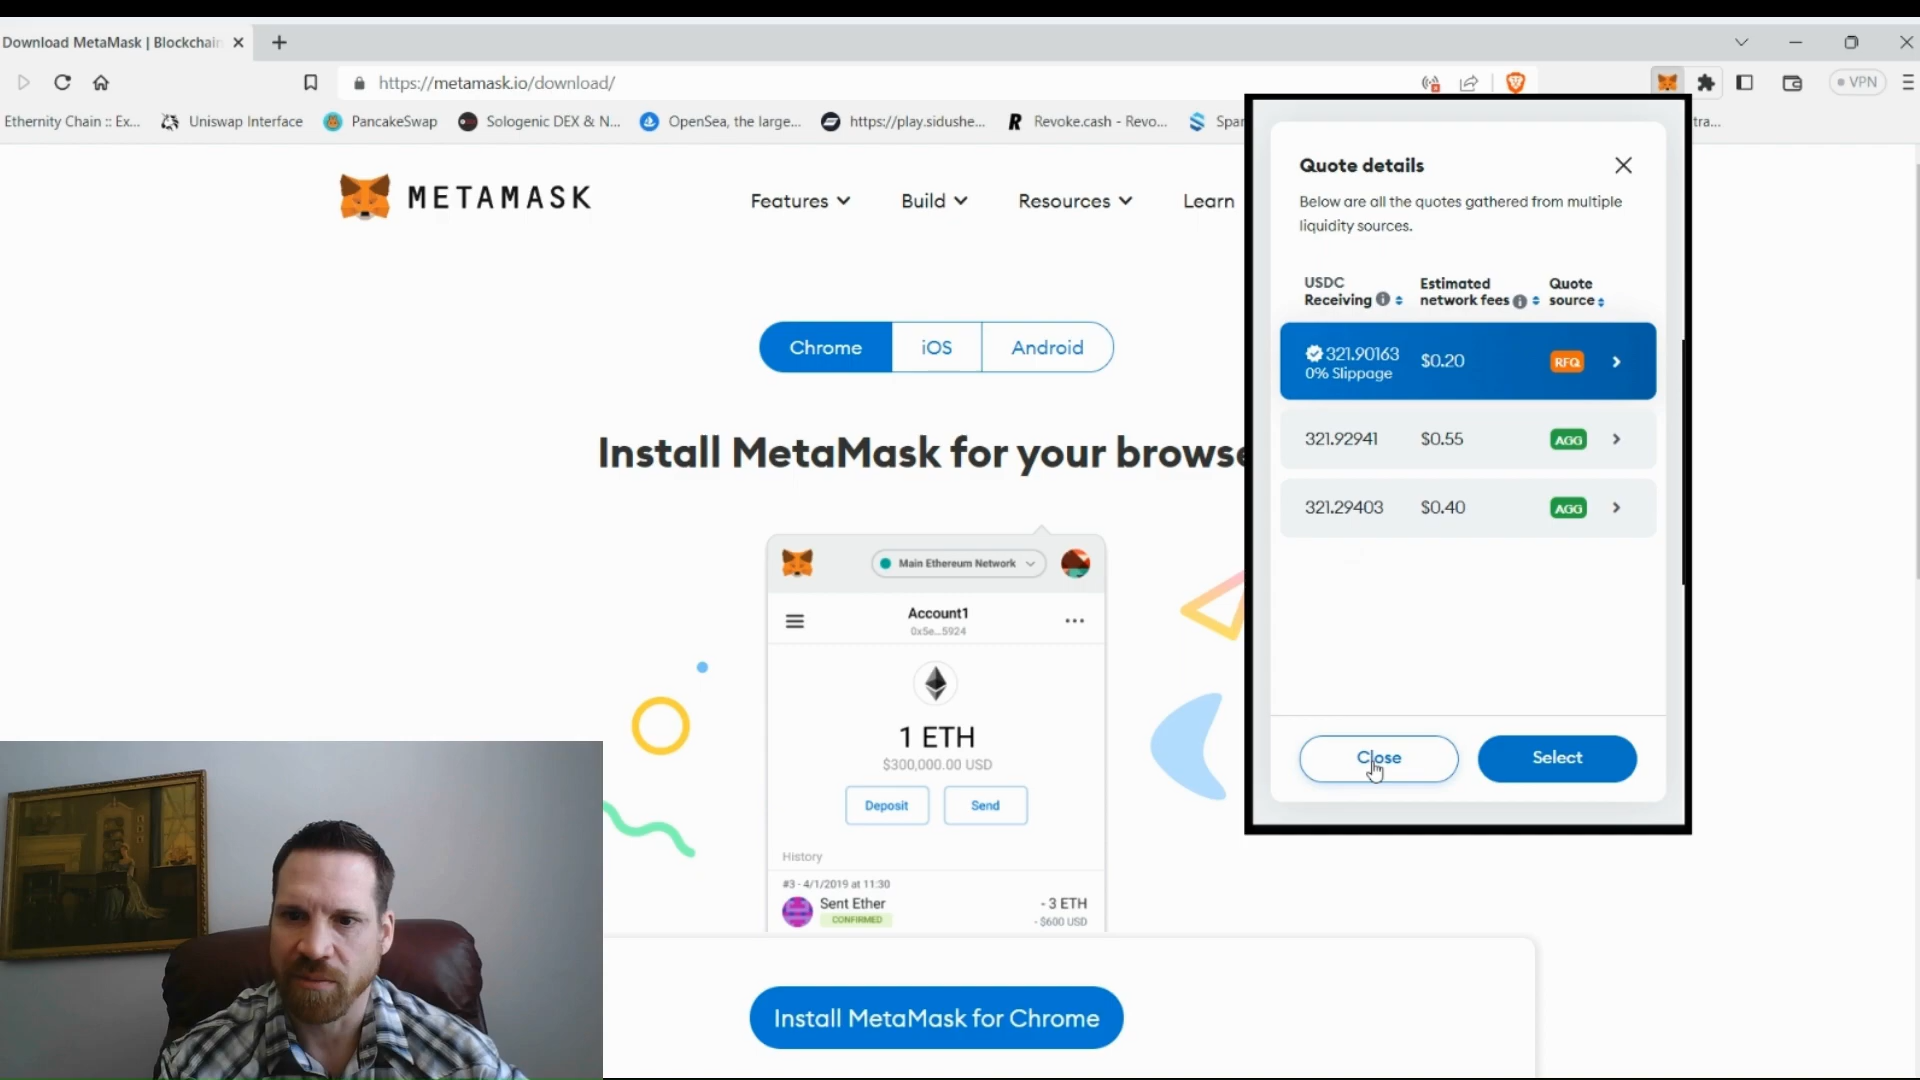 Download MetaMask | Blockchain
https://metamask.io/download/
VPN
Ethernity Chain :: Ex...
Uniswap Interface
PancakeSwap
Sologenic DEX & N...
OpenSea, the large...
https://play.sidushe...
Revoke.cash - Revo...
Spar
tra...
METAMASK
Features
Build
Resources
Learn
Chrome
iOS
Android
Install MetaMask for your browse
Main Ethereum Network
Account1
0x5e...5924
1 ETH
$300,000.00 USD
Deposit
Send
History
#3 - 4/1/2019 at 11:30
Sent Ether
- 3 ETH
CONFIRMED
- $600 USD
Install MetaMask for Chrome
Quote details
Below are all the quotes gathered from multiple
liquidity sources.
USDC
Receiving
Estimated
network fees
Quote
source
321.90163
0% Slippage
$0.20
RFQ
321.92941
$0.55
AGG
321.29403
$0.40
AGG
Close
Select